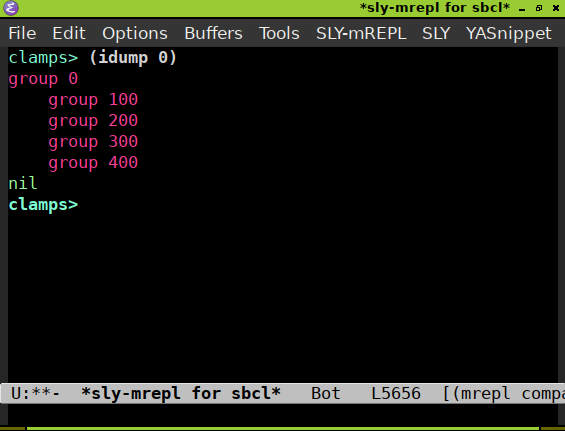 *sly-mrepl for sbcl*
File Edit Options Buffers Tools SLY-mREPL SLY YASnippet
clamps> (idump 0)
group 0
    group 100
    group 200
    group 300
    group 400
nil
clamps>
U:**-  *sly-mrepl for sbcl*   Bot   L5656  [(mrepl compa